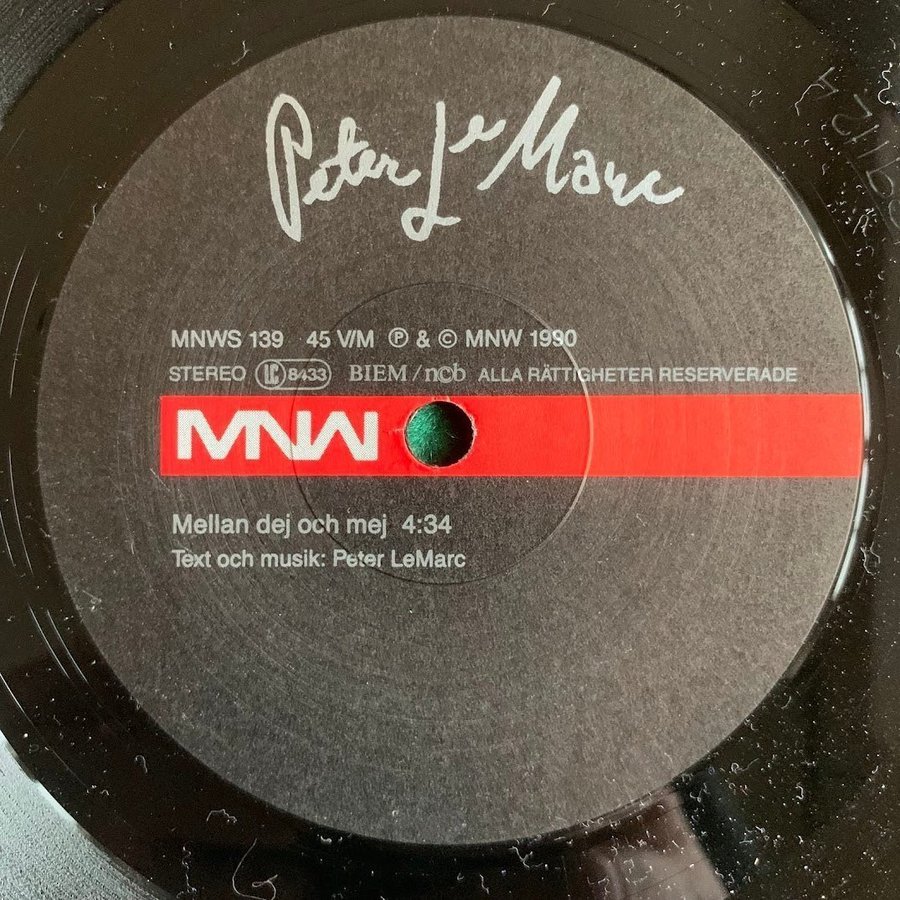 Peter LeMarc
MNWS 139 45 V/M Ⓟ & © MNW 1990
STEREO LC 8433 BIEM/ncb ALLA RÄTTIGHETER RESERVERADE
MNW
Mellan dej och mej 4:34
Text och musik: Peter LeMarc